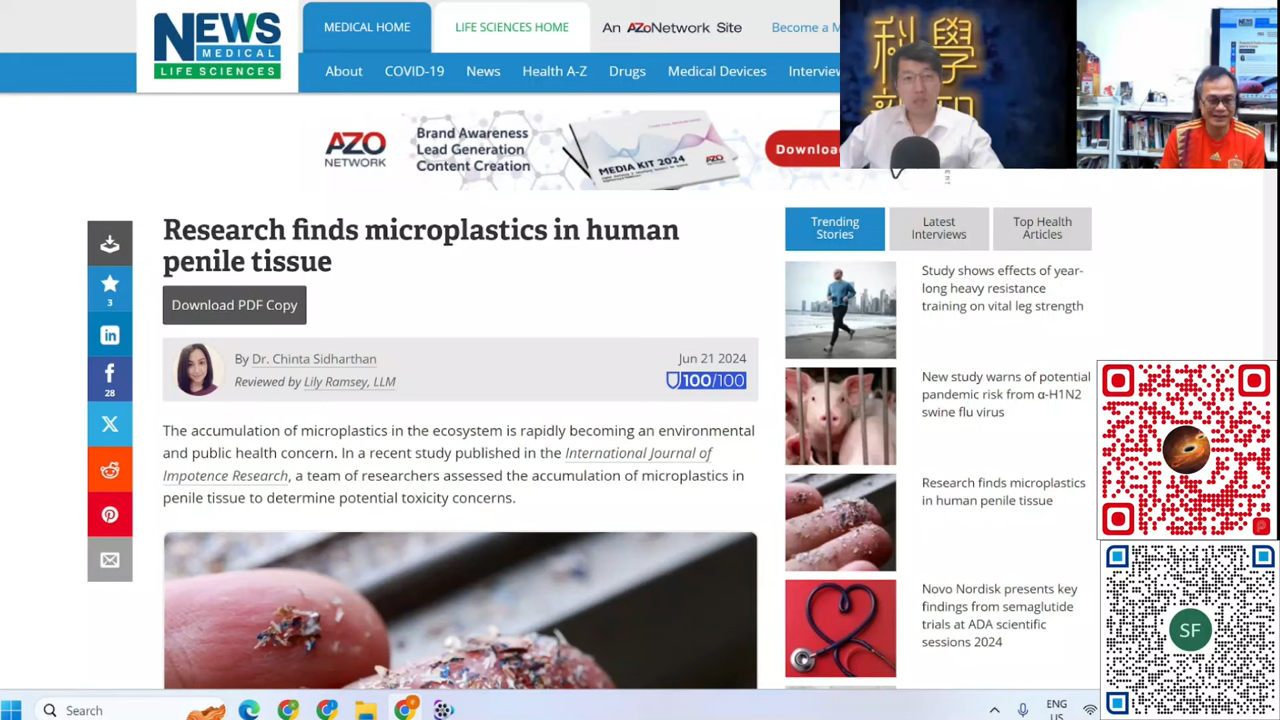 NEWS
MEDICAL
LIFE SCIENCES
MEDICAL HOME
LIFE SCIENCES HOME
An AZoNetwork Site
Become a M
About
COVID-19
News
Health A-Z
Drugs
Medical Devices
Interview
科學
AZO
NETWORK
Brand Awareness
Lead Generation
Content Creation
MEDIA KIT 2024
AZO
Downloa
Research finds microplastics in human
penile tissue
Download PDF Copy
By Dr. Chinta Sidharthan
Jun 21 2024
Reviewed by Lily Ramsey, LLM
100/100
3
28
The accumulation of microplastics in the ecosystem is rapidly becoming an environmental
and public health concern. In a recent study published in the International Journal of
Impotence Research, a team of researchers assessed the accumulation of microplastics in
penile tissue to determine potential toxicity concerns.
Trending
Stories
Latest
Interviews
Top Health
Articles
Study shows effects of year-
long heavy resistance
training on vital leg strength
New study warns of potential
pandemic risk from α-H1N2
swine flu virus
Research finds microplastics
in human penile tissue
Novo Nordisk presents key
findings from semaglutide
trials at ADA scientific
sessions 2024
SF
Search
ENG
US